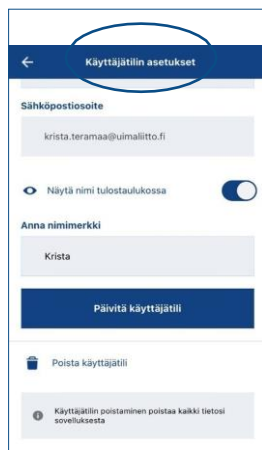 Käyttäjätilin asetukset
Sähköpostiosoite
krista.teramaa@uimaliitto.fi
Näytä nimi tulostaulukossa
Anna nimimerkki
Krista
Päivitä käyttäjätili
Poista käyttäjätili
Käyttäjätilin poistaminen poistaa kaikki tietosi
sovelluksesta